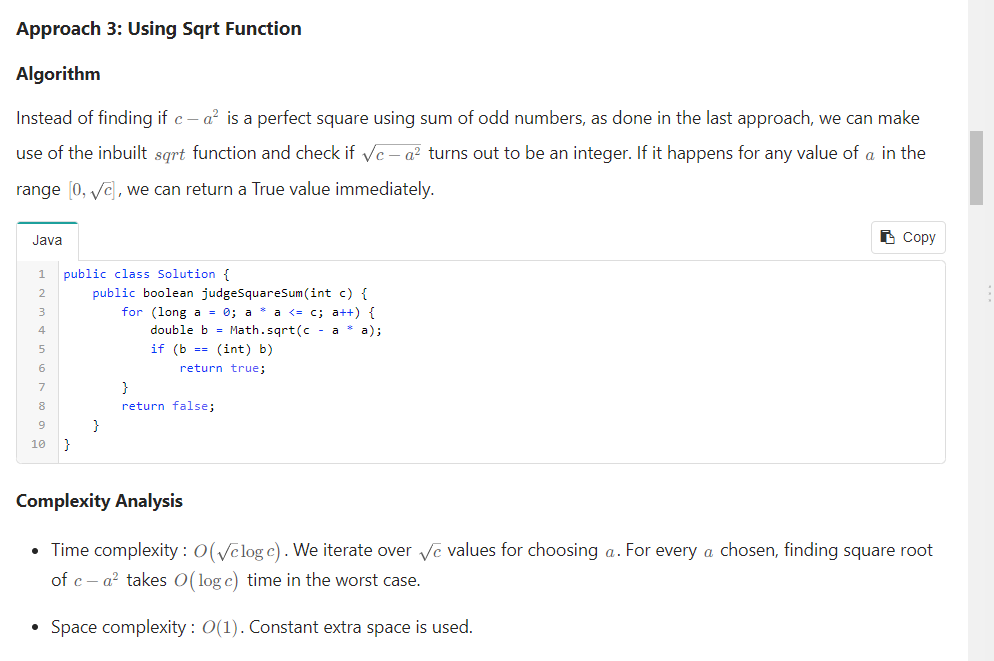 Approach 3: Using Sqrt Function
Algorithm
Instead of finding if c − a² is a perfect square using sum of odd numbers, as done in the last approach, we can make
use of the inbuilt sqrt function and check if √(c − a²) turns out to be an integer. If it happens for any value of a in the
range [0, √c], we can return a True value immediately.
Java
Copy
1 public class Solution {
2     public boolean judgeSquareSum(int c) {
3         for (long a = 0; a * a <= c; a++) {
4             double b = Math.sqrt(c - a * a);
5             if (b == (int) b)
6                 return true;
7         }
8         return false;
9     }
10 }
Complexity Analysis
• Time complexity : O(√c log c). We iterate over √c values for choosing a. For every a chosen, finding square root
of c − a² takes O(log c) time in the worst case.
• Space complexity : O(1). Constant extra space is used.